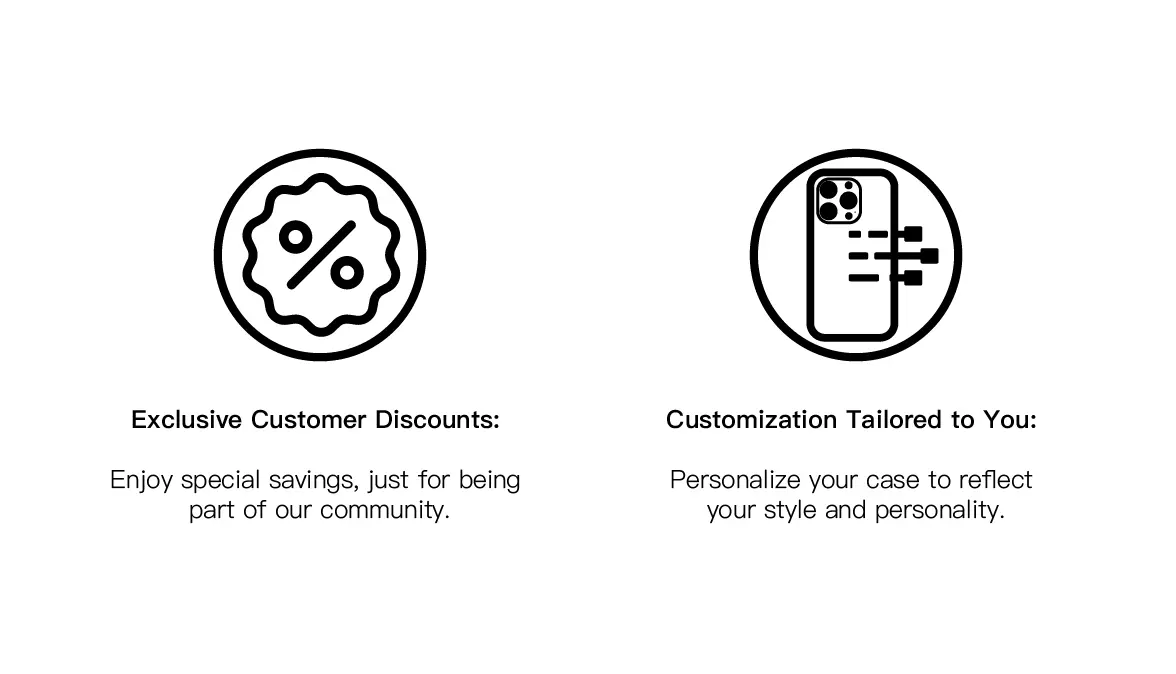 Exclusive Customer Discounts:
Enjoy special savings, just for being
part of our community.
Customization Tailored to You:
Personalize your case to reflect
your style and personality.